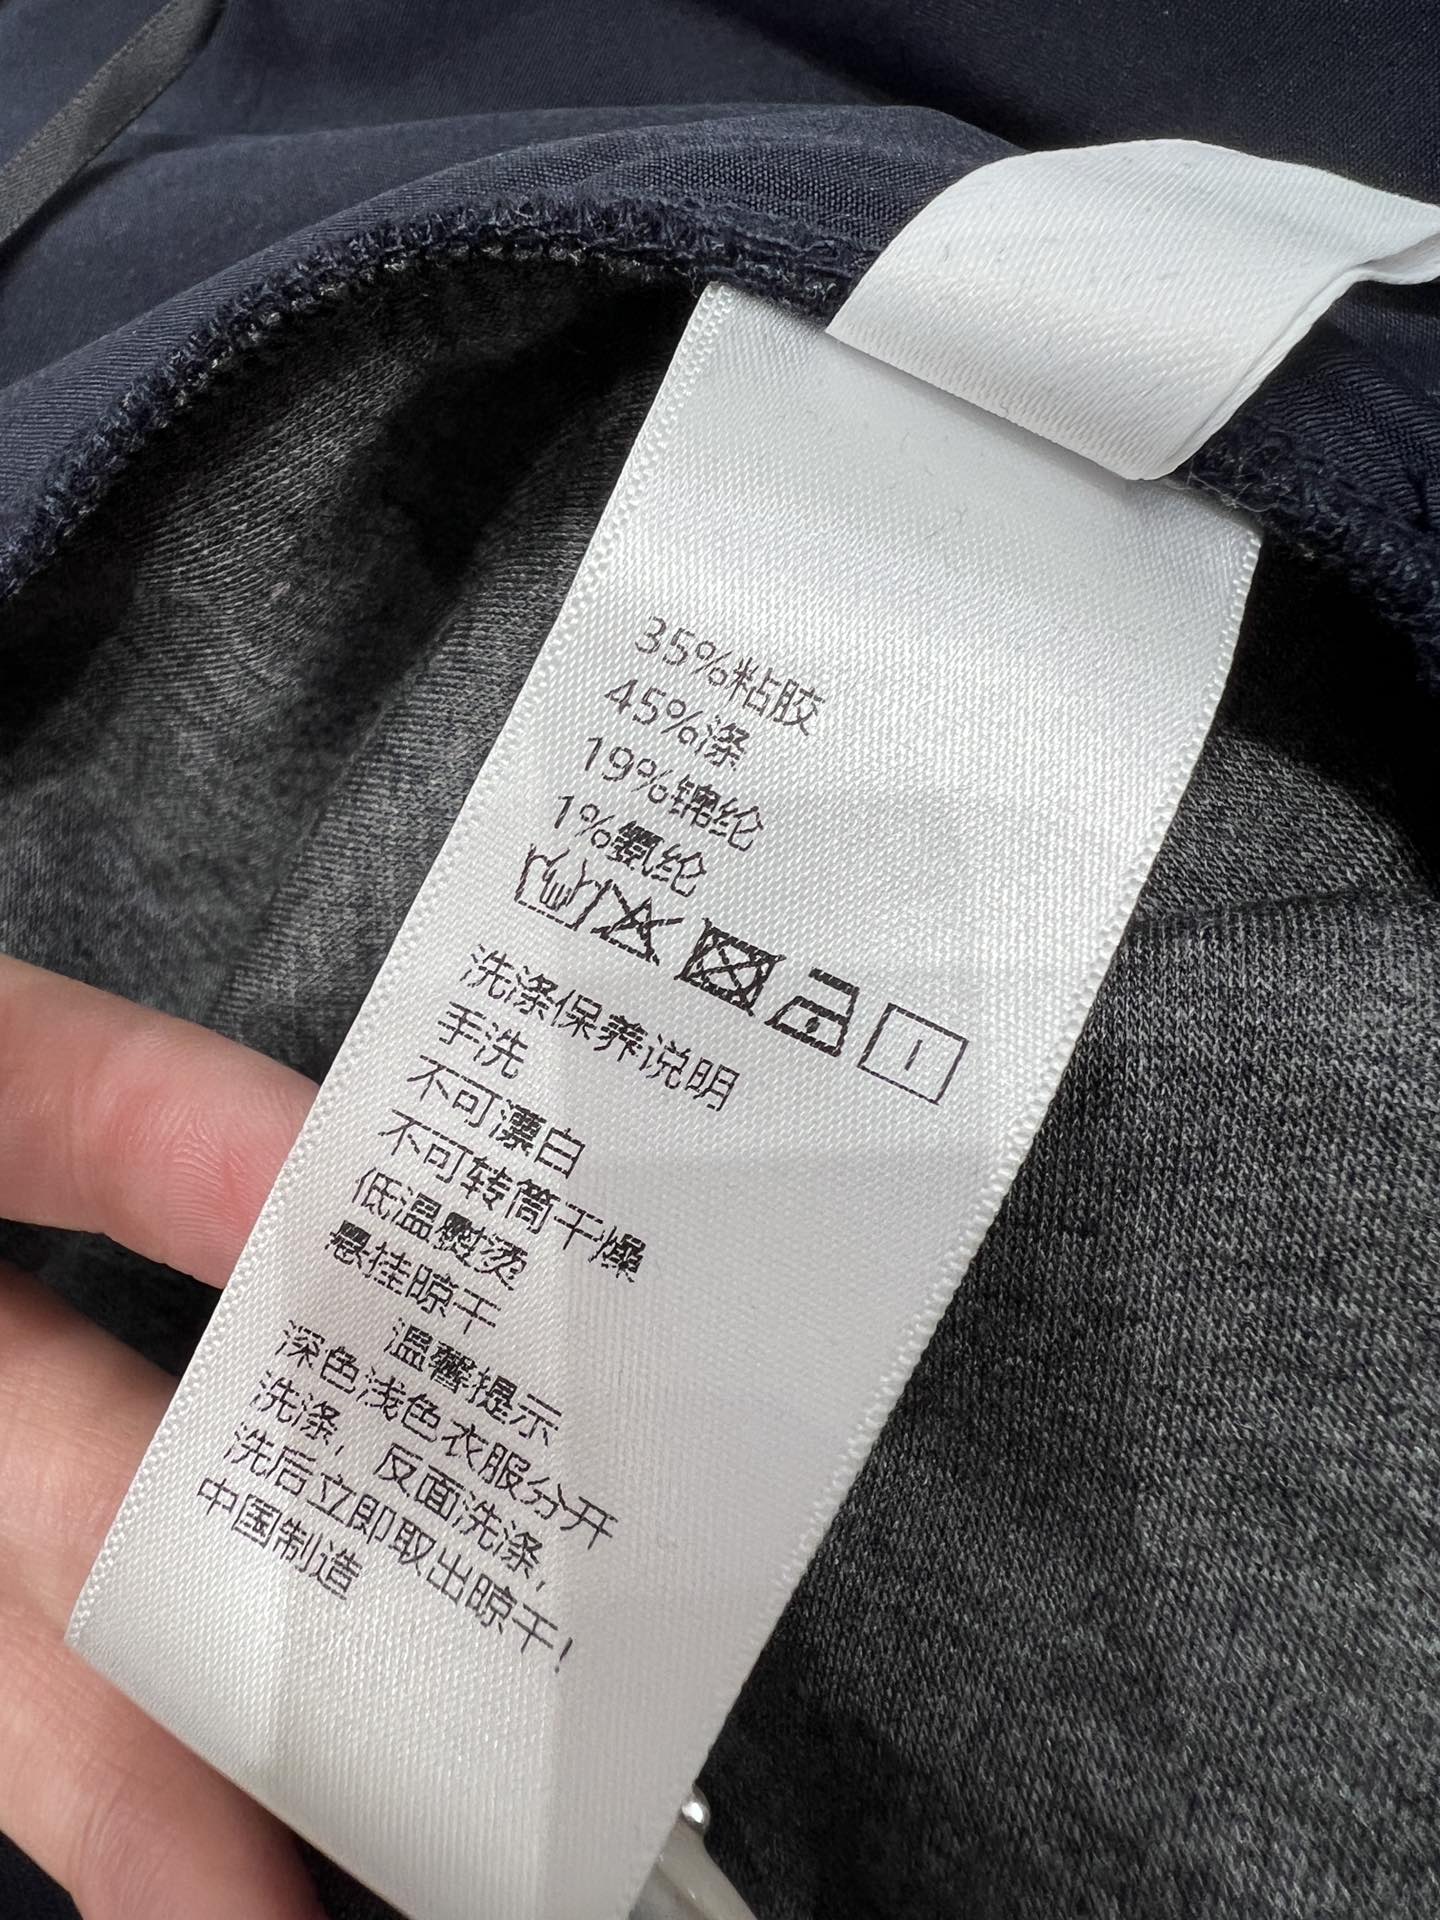 35%粘胶
45%涤
19%锦纶
1%氨纶
洗涤保养说明
手洗
不可漂白
不可转筒干燥
低温熨烫
悬挂晾干
温馨提示
深色浅色衣服分开
洗涤，反面洗涤，
洗后立即取出晾干！
中国制造